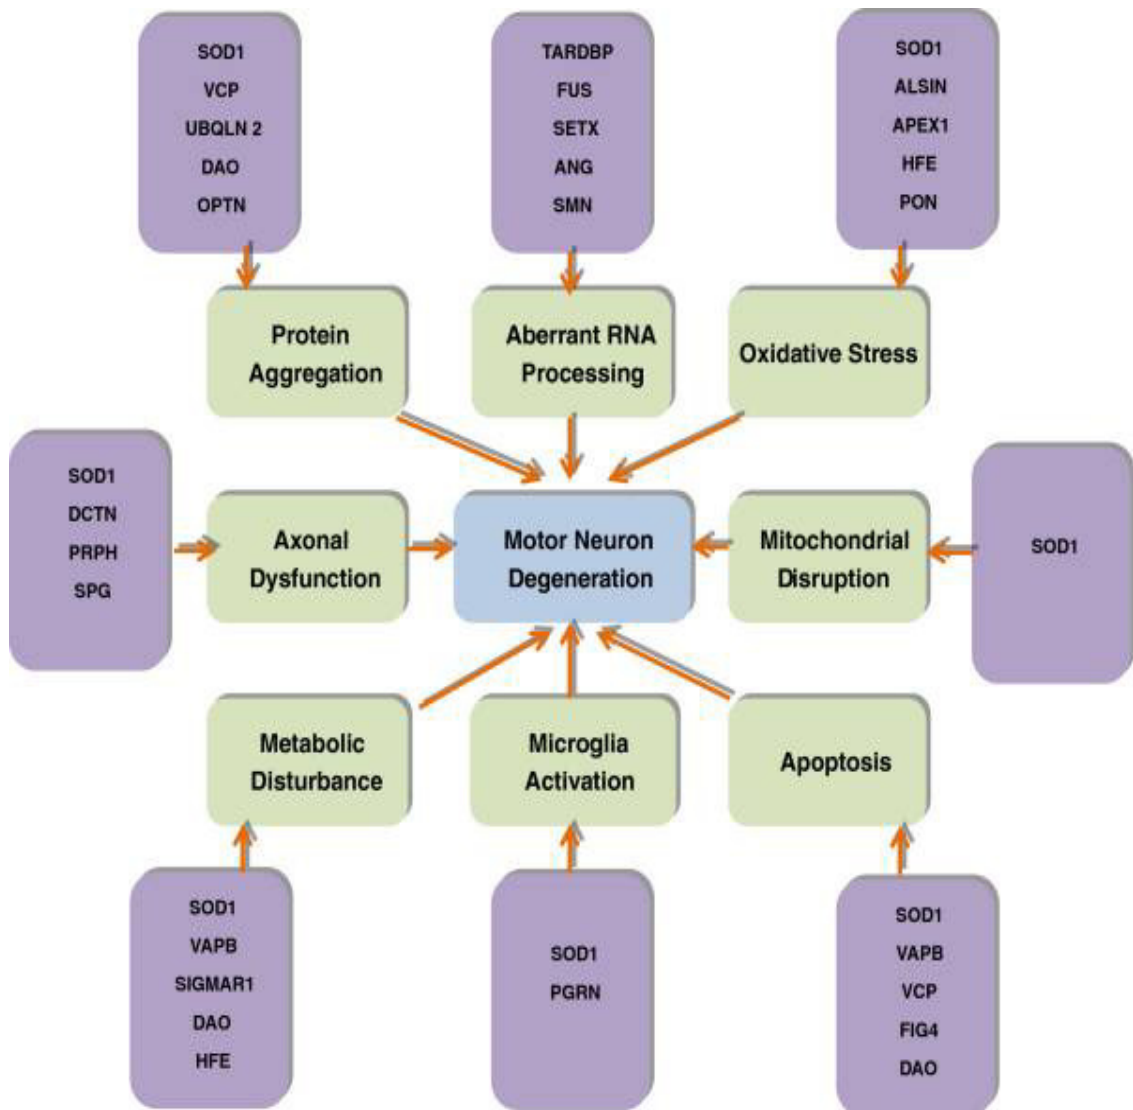 SOD1
VCP
UBQLN 2
DAO
OPTN
TARDBP
FUS
SETX
ANG
SMN
SOD1
ALSIN
APEX1
HFE
PON
Protein
Aggregation
Aberrant RNA
Processing
Oxidative Stress
SOD1
DCTN
PRPH
SPG
Axonal
Dysfunction
Motor Neuron
Degeneration
Mitochondrial
Disruption
SOD1
Metabolic
Disturbance
Microglia
Activation
Apoptosis
SOD1
VAPB
SIGMAR1
DAO
HFE
SOD1
PGRN
SOD1
VAPB
VCP
FIG4
DAO